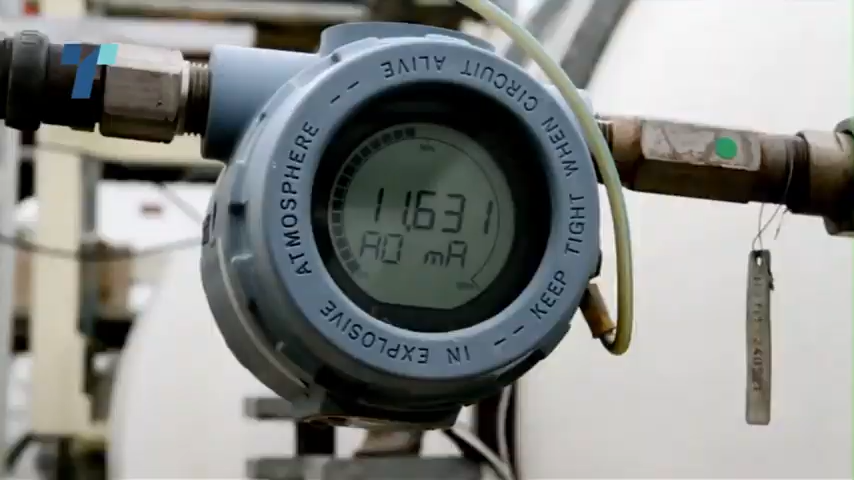 KEEP TIGHT WHEN CIRCUIT ALIVE -- IN EXPLOSIVE ATMOSPHERE --
11.631
AO mA